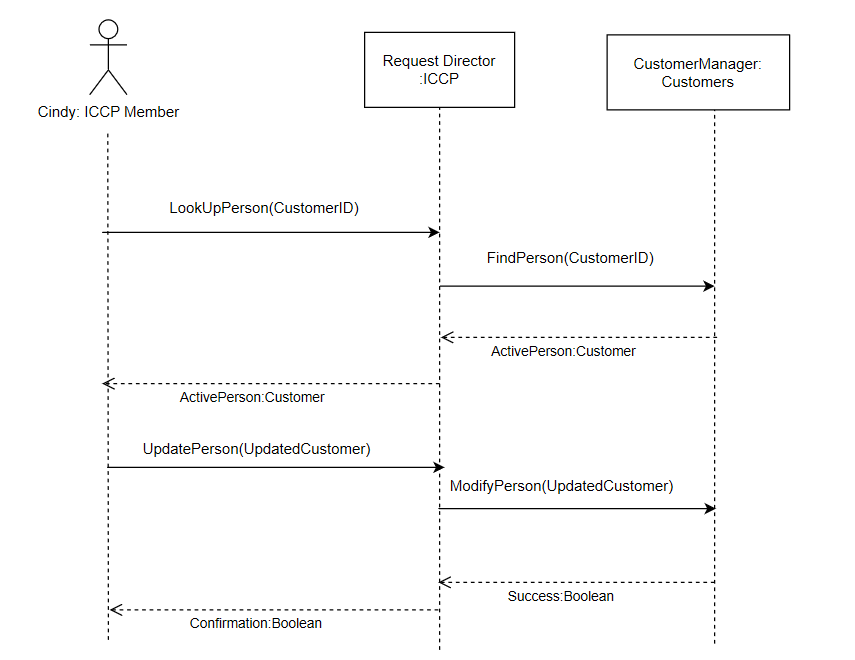 Request Director
:ICCP
CustomerManager:
Customers
Cindy: ICCP Member
LookUpPerson(CustomerID)
FindPerson(CustomerID)
ActivePerson:Customer
ActivePerson:Customer
UpdatePerson(UpdatedCustomer)
ModifyPerson(UpdatedCustomer)
Success:Boolean
Confirmation:Boolean